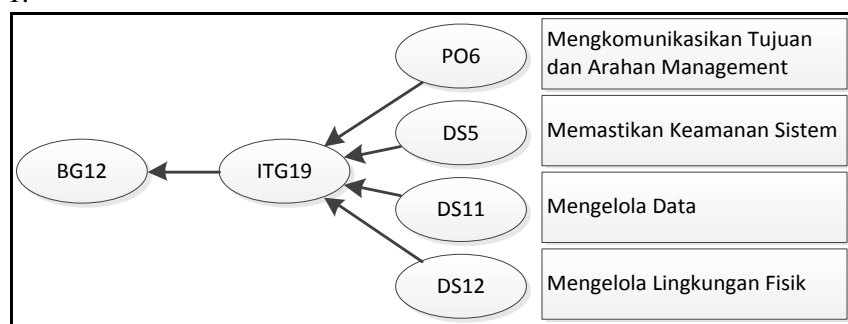 PO6
Mengkomunikasikan Tujuan
dan Arahan Management
DS5
Memastikan Keamanan Sistem
BG12
ITG19
DS11
Mengelola Data
DS12
Mengelola Lingkungan Fisik